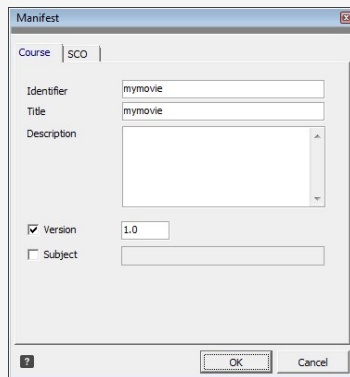 Manifest
Course SCO
Identifier mymovie
Title mymovie
Description
Version 1.0
Subject
? OK Cancel